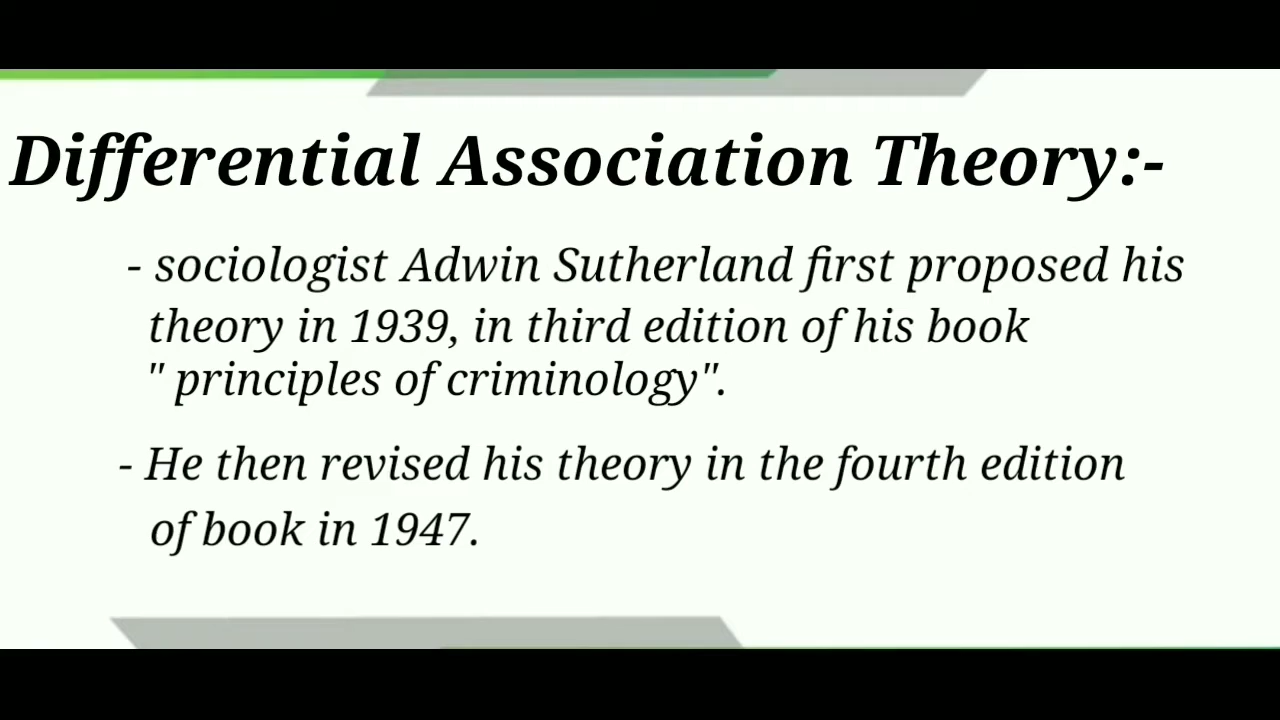 Differential Association Theory:-
- sociologist Adwin Sutherland first proposed his
theory in 1939, in third edition of his book
" principles of criminology".
- He then revised his theory in the fourth edition
of book in 1947.